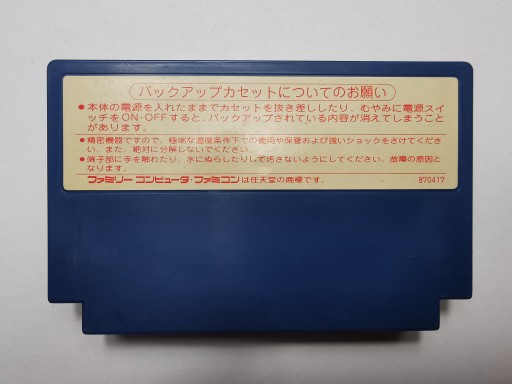 バックアップカセットについてのお願い
●本体の電源を入れたままでカセットを抜き差ししたり、むやみに電源スイ
ッチをON・OFFすると、バックアップされている内容が消えてしまうこと
があります。
●精密機器ですので、極端な温度条件下での使用や保管および強いショックをさけてくださ
い。また、絶対に分解しないでください。
●端子部に手を触れたり、水にぬらしたりして汚さないようにしてください。故障の原因と
なります。
ファミリーコンピュータ・ファミコンは任天堂の商標です。 870417